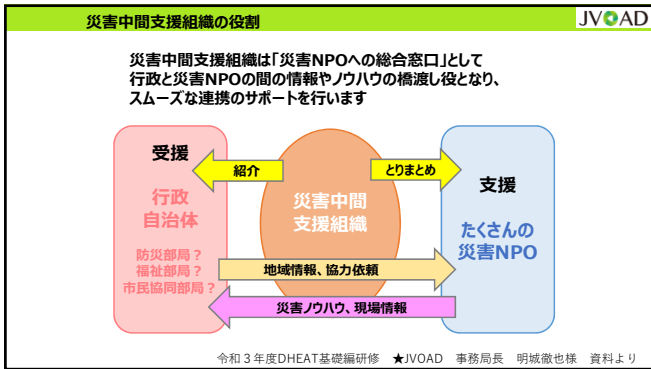 災害中間支援組織の役割
JVOAD
災害中間支援組織は「災害NPOへの総合窓口」として
行政と災害NPOの間の情報やノウハウの橋渡し役となり、
スムーズな連携のサポートを行います
受援
行政
自治体
防災部局？
福祉部局？
市民協同部局？
紹介
災害中間
支援組織
とりまとめ
支援
たくさんの
災害NPO
地域情報、協力依頼
災害ノウハウ、現場情報
令和３年度DHEAT基礎編研修　★JVOAD　事務局長　明城徹也様　資料より